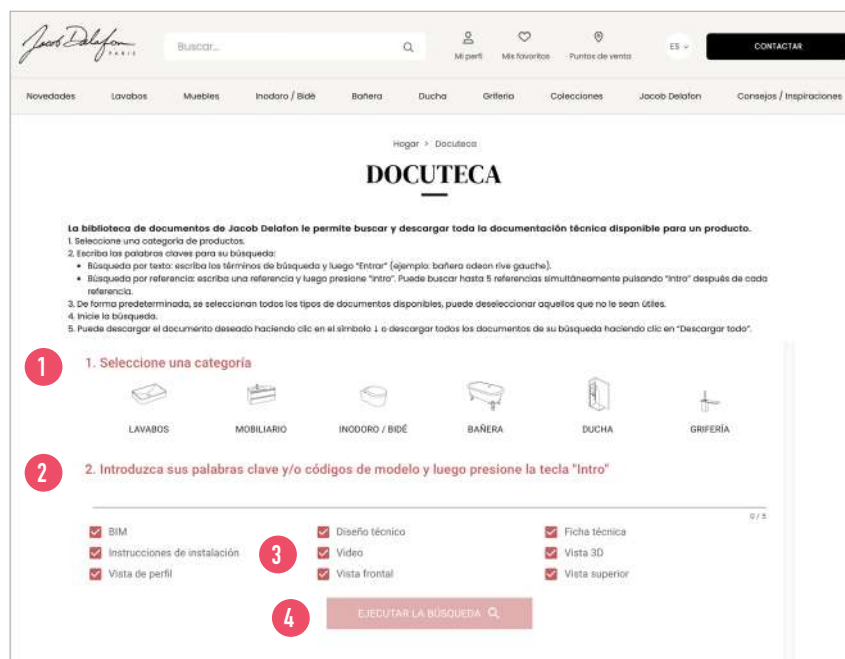 Jacob Delafon
PARIS
Buscar...
Mi perfil
Mis favoritos
Puntos de venta
ES
CONTACTAR
Novedades Lavabos Muebles Inodoro / Bidé Bañera Ducha Grifería Colecciones Jacob Delafon Consejos / Inspiraciones
Hogar > Docuteca
DOCUTECA
La biblioteca de documentos de Jacob Delafon le permite buscar y descargar toda la documentación técnica disponible para un producto.
1. Seleccione una categoría de productos.
2. Escriba las palabras claves para su búsqueda:
• Búsqueda por texto: escriba los términos de búsqueda y luego "Entrar" (ejemplo: bañera odeon rive gauche).
• Búsqueda por referencia: escriba una referencia y luego presione "Intro". Puede buscar hasta 5 referencias simultáneamente pulsando "Intro" después de cada
referencia.
3. De forma predeterminada, se seleccionan todos los tipos de documentos disponibles, puede deseleccionar aquellos que no le sean útiles.
4. Inicie la búsqueda.
5. Puede descargar el documento deseado haciendo clic en el símbolo ↓ o descargar todos los documentos de su búsqueda haciendo clic en "Descargar todo".
1
1. Seleccione una categoría
LAVABOS MOBILIARIO INODORO / BIDÉ BAÑERA DUCHA GRIFERÍA
2
2. Introduzca sus palabras clave y/o códigos de modelo y luego presione la tecla "Intro"
0 / 5
BIM Diseño técnico Ficha técnica
Instrucciones de instalación 3 Video Vista 3D
Vista de perfil Vista frontal Vista superior
4
EJECUTAR LA BÚSQUEDA